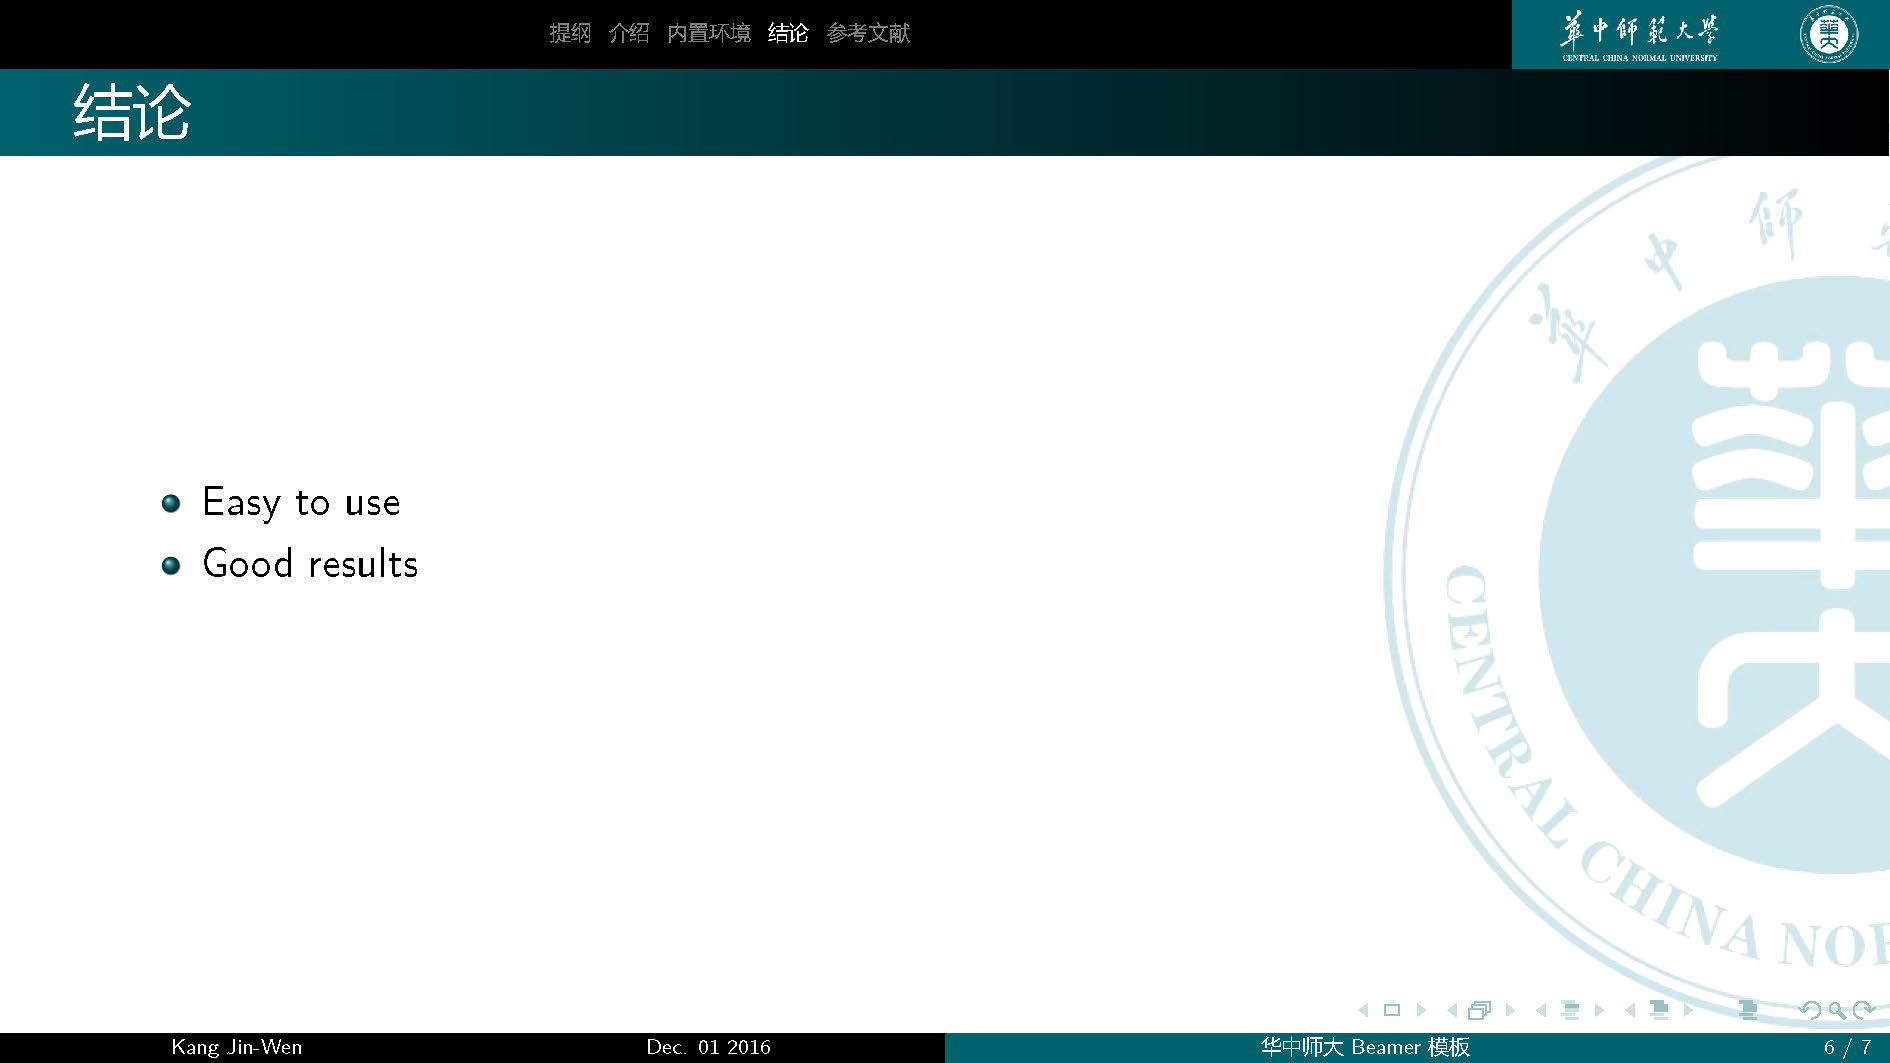 提纲 介绍 内置环境 结论 参考文献
華中師範大學
CENTRAL CHINA NORMAL UNIVERSITY
结论
華中師
Easy to use
Good results
CENTRAL CHINA NOR
Kang Jin-Wen Dec. 01 2016 华中师大 Beamer 模板 6 / 7